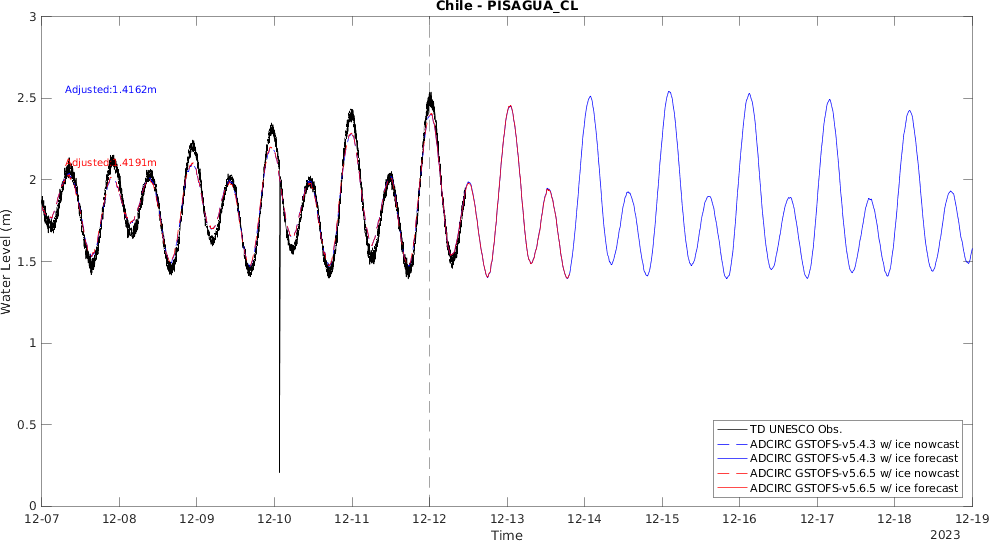 Chile - PISAGUA_CL
3
2.5
2
1.5
1
0.5
0
Water Level (m)
Adjusted:1.4162m
Adjusted:1.4191m
TD UNESCO Obs.
ADCIRC GSTOFS-v5.4.3 w/ ice nowcast
ADCIRC GSTOFS-v5.4.3 w/ ice forecast
ADCIRC GSTOFS-v5.6.5 w/ ice nowcast
ADCIRC GSTOFS-v5.6.5 w/ ice forecast
12-07 12-08 12-09 12-10 12-11 12-12 12-13 12-14 12-15 12-16 12-17 12-18 12-19
Time
2023